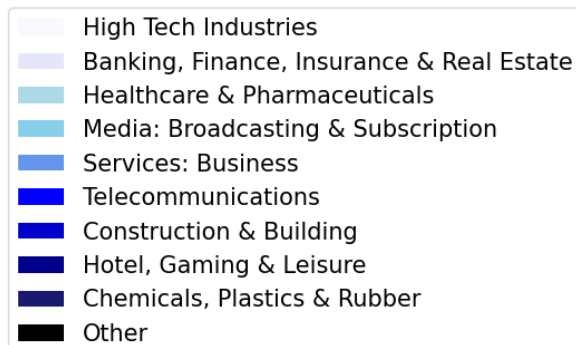 High Tech Industries
Banking, Finance, Insurance & Real Estate
Healthcare & Pharmaceuticals
Media: Broadcasting & Subscription
Services: Business
Telecommunications
Construction & Building
Hotel, Gaming & Leisure
Chemicals, Plastics & Rubber
Other